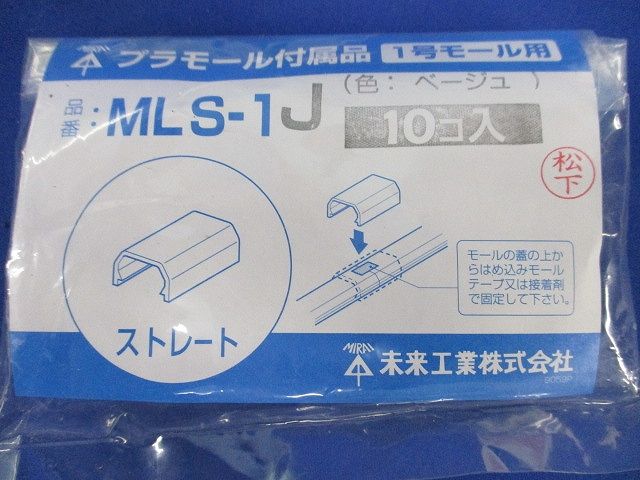 MIRAI プラモール付属品 1号モール用
(色: ベージュ )
品番: MLS-1J 10コ入
松下
モールの蓋の上か
らはめ込みモール
テープ又は接着剤
で固定して下さい。
ストレート
MIRAI 未来工業株式会社